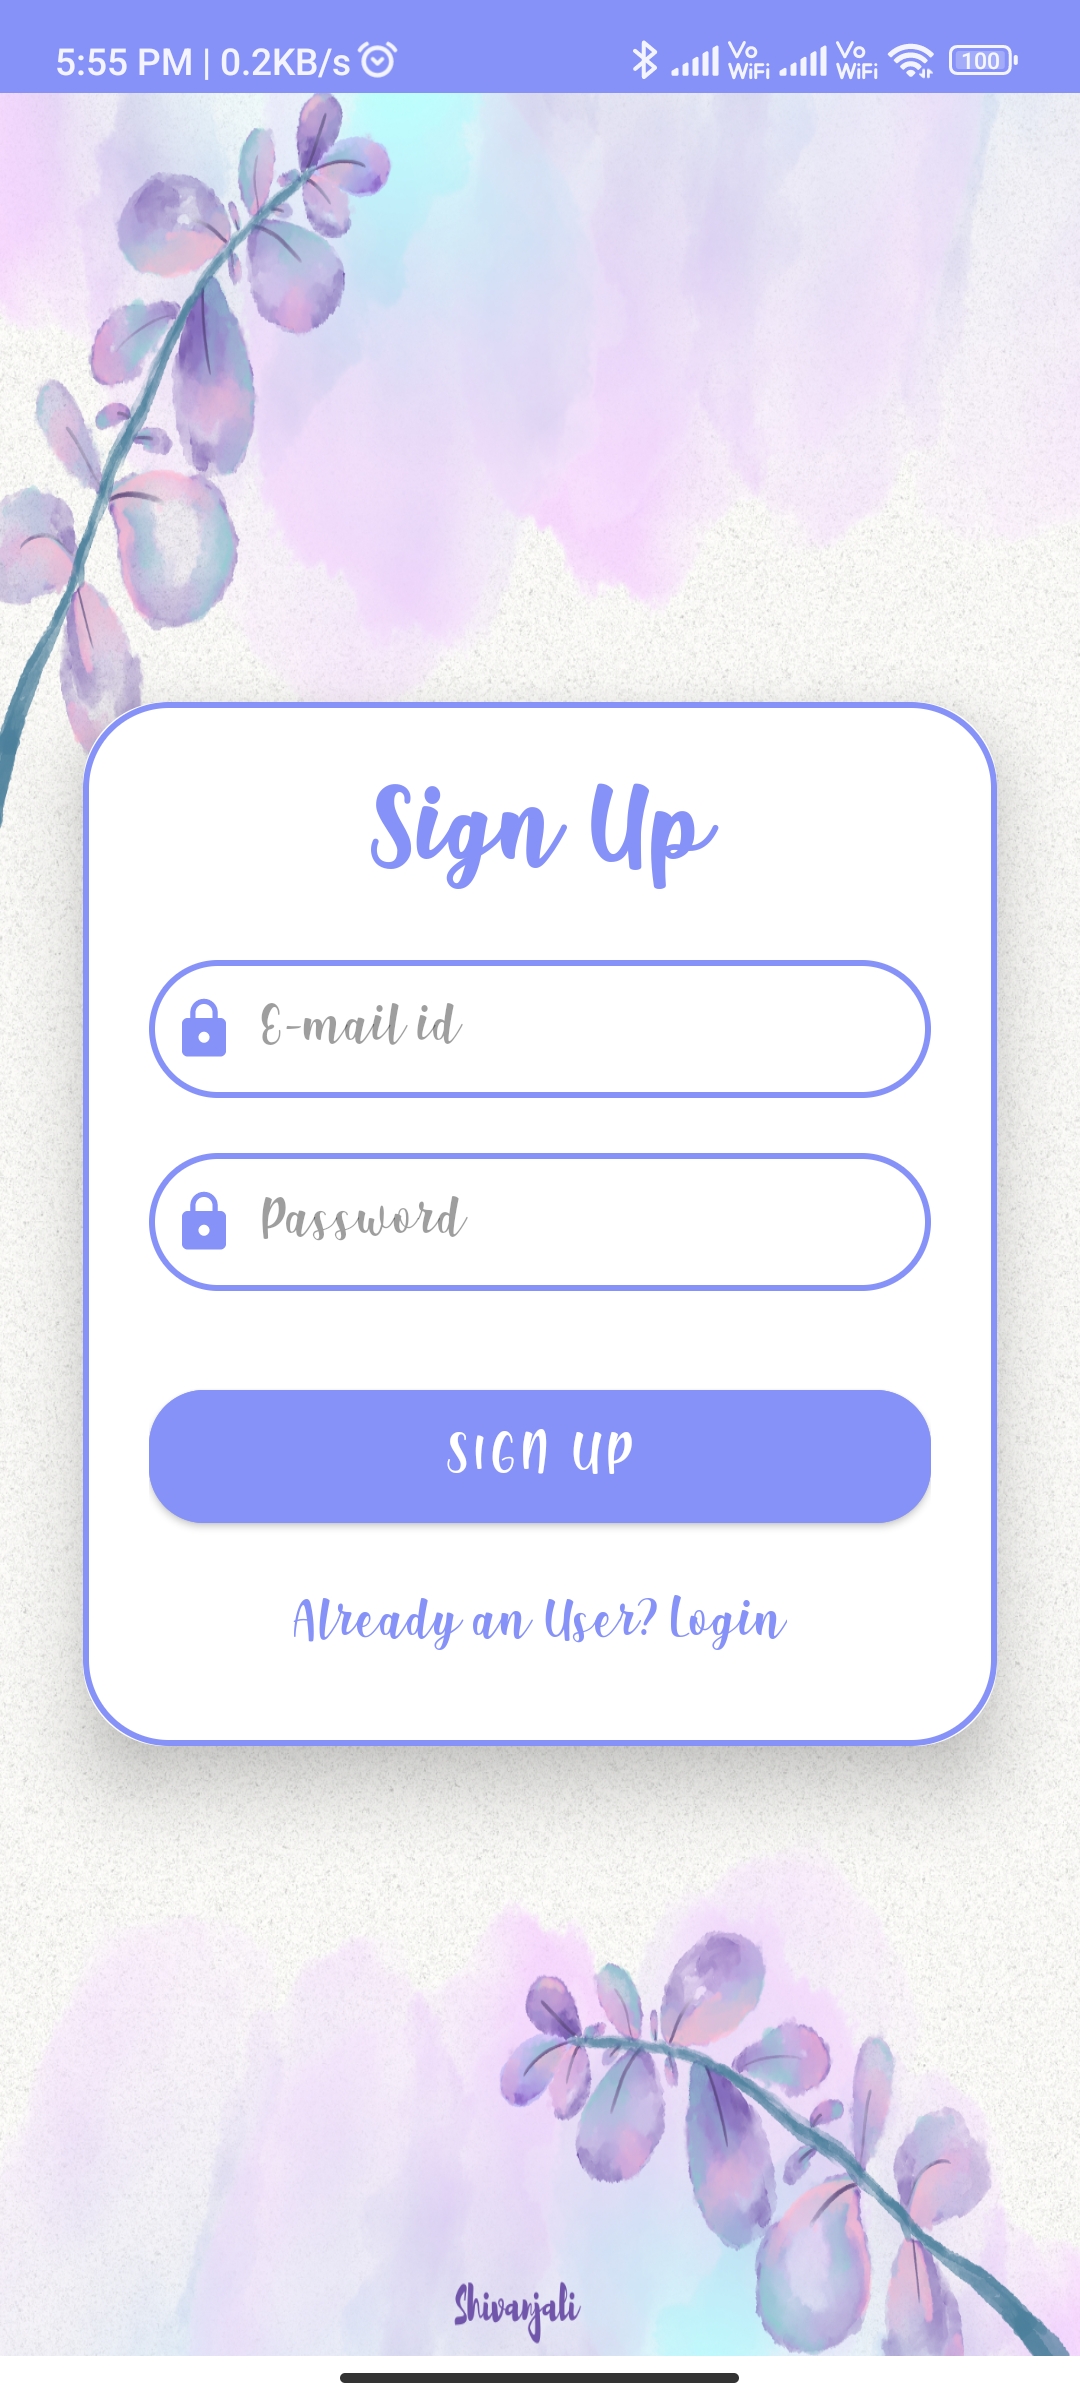 5:55 PM | 0.2KB/s Vo WiFi Vo WiFi 100
Sign Up
E-mail id
Password
SIGN UP
Already an User? Login
Shivanjali